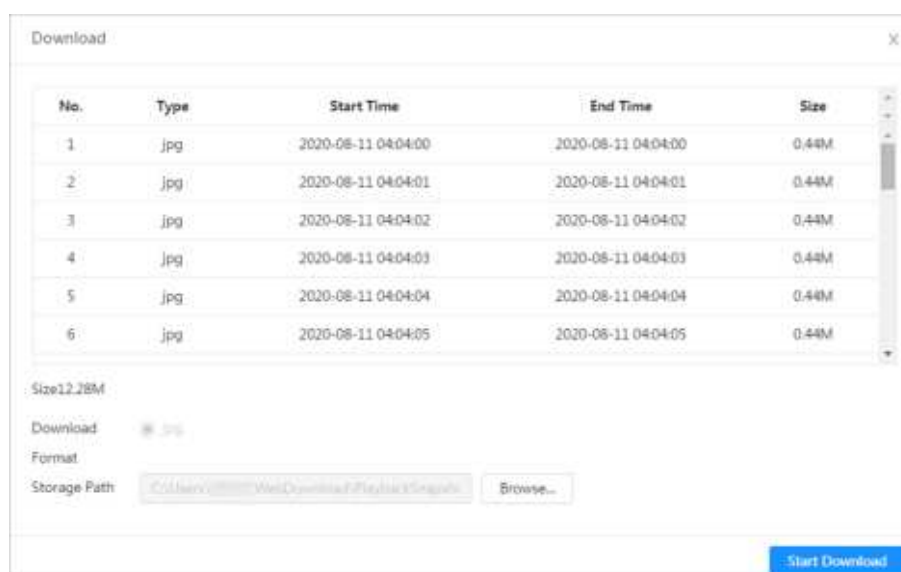 Download
No. Type Start Time End Time Size
1 jpg 2020-08-11 04:04:00 2020-08-11 04:04:00 0.44M
2 jpg 2020-08-11 04:04:01 2020-08-11 04:04:01 0.44M
3 jpg 2020-08-11 04:04:02 2020-08-11 04:04:02 0.44M
4 jpg 2020-08-11 04:04:03 2020-08-11 04:04:03 0.44M
5 jpg 2020-08-11 04:04:04 2020-08-11 04:04:04 0.44M
6 jpg 2020-08-11 04:04:05 2020-08-11 04:04:05 0.44M
Size12.28M
Download JPG
Format
Storage Path Browse...
Start Download